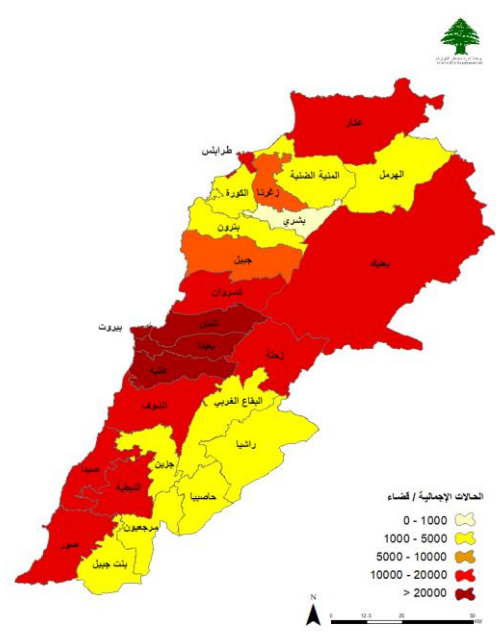 عكار
طرابلس
المنية الضنية
الهرمل
زغرتا
الكورة
بشري
بترون
بعلبك
جبيل
كسروان
المتن
بيروت
بعبدا
زحلة
عاليه
الشوف
البقاع الغربي
راشيا
جزين
صيدا
النبطية
حاصبيا
مرجعيون
صور
بنت جبيل
الحالات الإجمالية / قضاء
0 - 1000
1000 - 5000
5000 - 10000
10000 - 20000
> 20000
N
0 12.5 25 50
KM